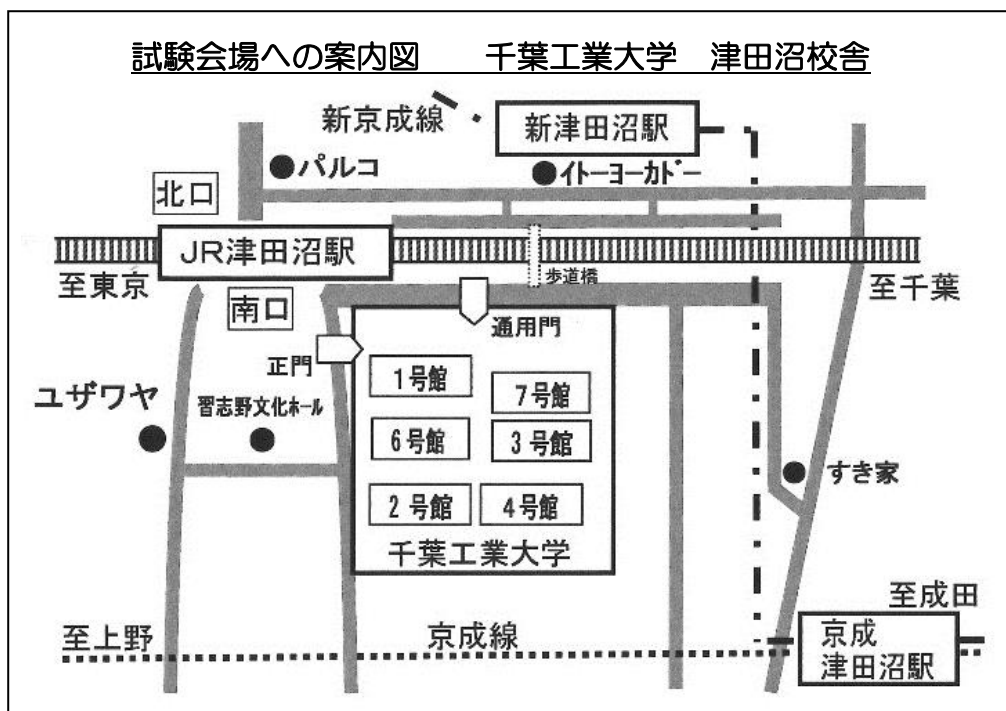 試験会場への案内図　　千葉工業大学　津田沼校舎
新京成線
新津田沼駅
パルコ
イトーヨーカドー
北口
JR津田沼駅
歩道橋
至東京
至千葉
南口
通用門
正門
1号館
7号館
ユザワヤ
習志野文化ホール
6号館
3号館
すき家
2号館
4号館
千葉工業大学
至成田
至上野
京成線
京成
津田沼駅